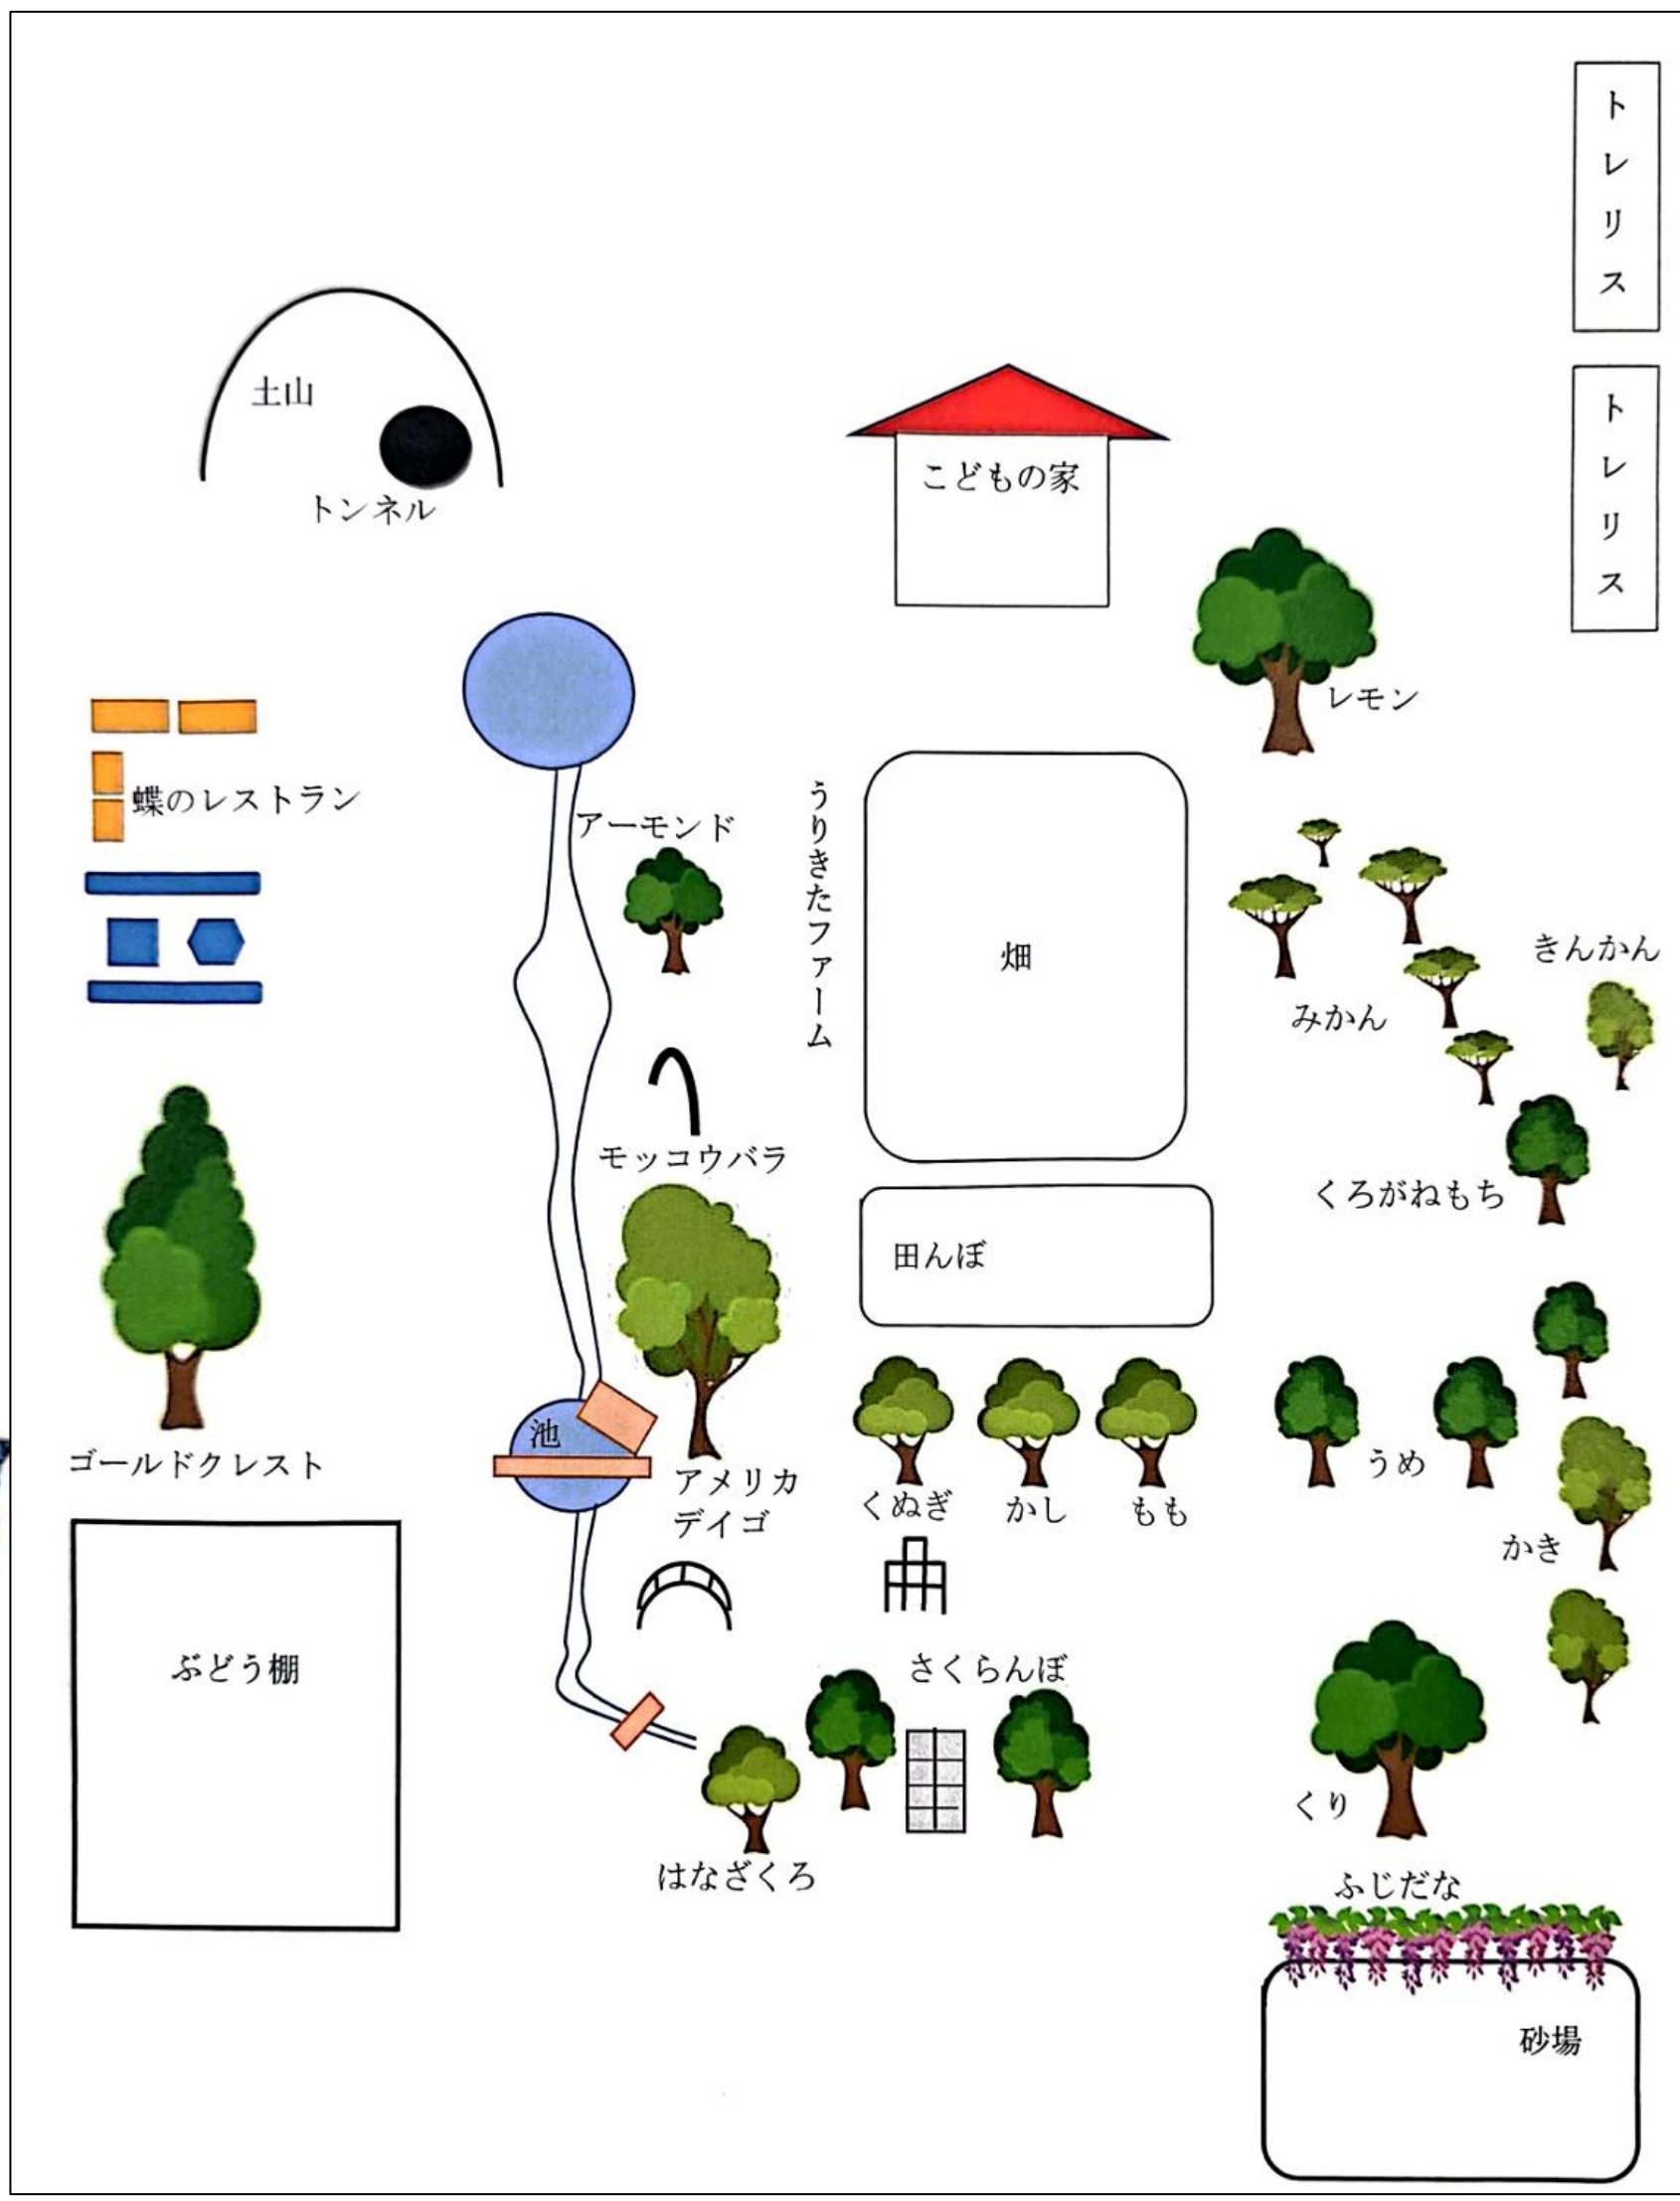 トレリス
土山
トンネル
こどもの家
トレリス
レモン
蝶のレストラン
アーモンド
うりきたファーム
畑
きんかん
みかん
モッコウバラ
くろがねもち
田んぼ
ゴールドクレスト
池
アメリカ
デイゴ
くぬぎ
かし
もも
うめ
かき
ぶどう棚
さくらんぼ
くり
はなざくろ
ふじだな
砂場